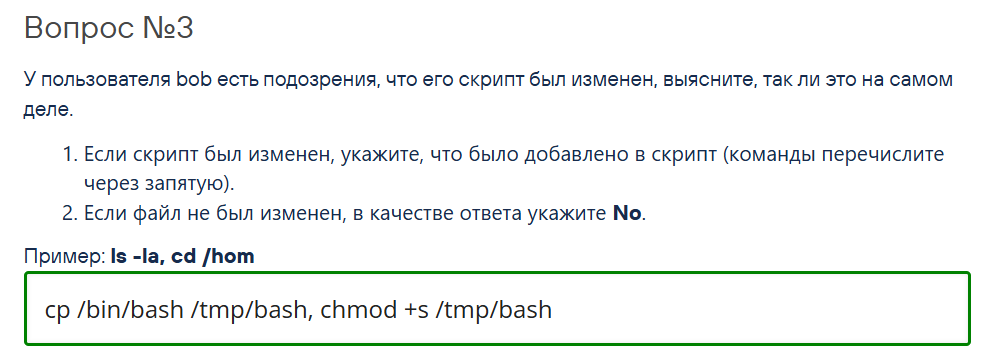 Вопрос №3
У пользователя bob есть подозрения, что его скрипт был изменен, выясните, так ли это на самом
деле.
1. Если скрипт был изменен, укажите, что было добавлено в скрипт (команды перечислите
через запятую).
2. Если файл не был изменен, в качестве ответа укажите No.
Пример: ls -la, cd /hom
cp /bin/bash /tmp/bash, chmod +s /tmp/bash